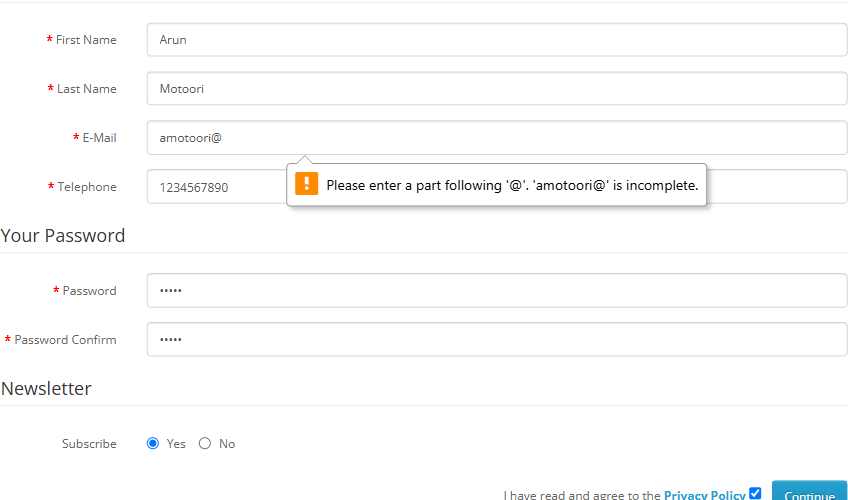 * First Name Arun
* Last Name Motoori
* E-Mail amotoori@
Please enter a part following '@'. 'amotoori@' is incomplete.
* Telephone 1234567890
Your Password
* Password •••••
* Password Confirm •••••
Newsletter
Subscribe Yes No
I have read and agree to the Privacy Policy Continue